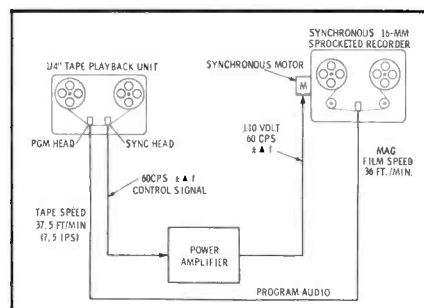 SYNCHRONOUS 16-MM
SPROCKETED RECORDER
1/4" TAPE PLAYBACK UNIT
SYNCHRONOUS MOTOR
M
PGM HEAD
SYNC HEAD
110 VOLT
60 CPS
± ▲ f
MAG
FILM SPEED
36 FT./MIN.
60CPS ± ▲ f
CONTROL SIGNAL
TAPE SPEED
37.5 FT/MIN
(7.5 IPS)
POWER
AMPLIFIER
PROGRAM AUDIO